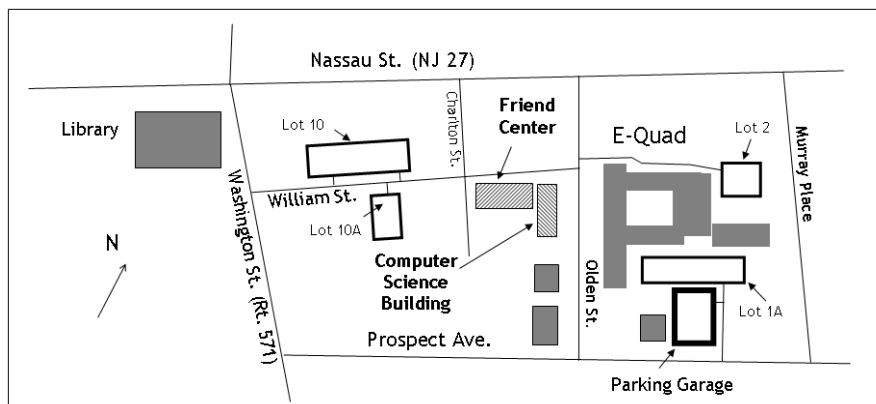 Nassau St. (NJ 27)
Library
Lot 10
Charlton St.
Friend
Center
E-Quad
Lot 2
Murray Place
Washington St. (Rt. 571)
William St.
Lot 10A
N
Computer
Science
Building
Olden St.
Lot 1A
Prospect Ave.
Parking Garage